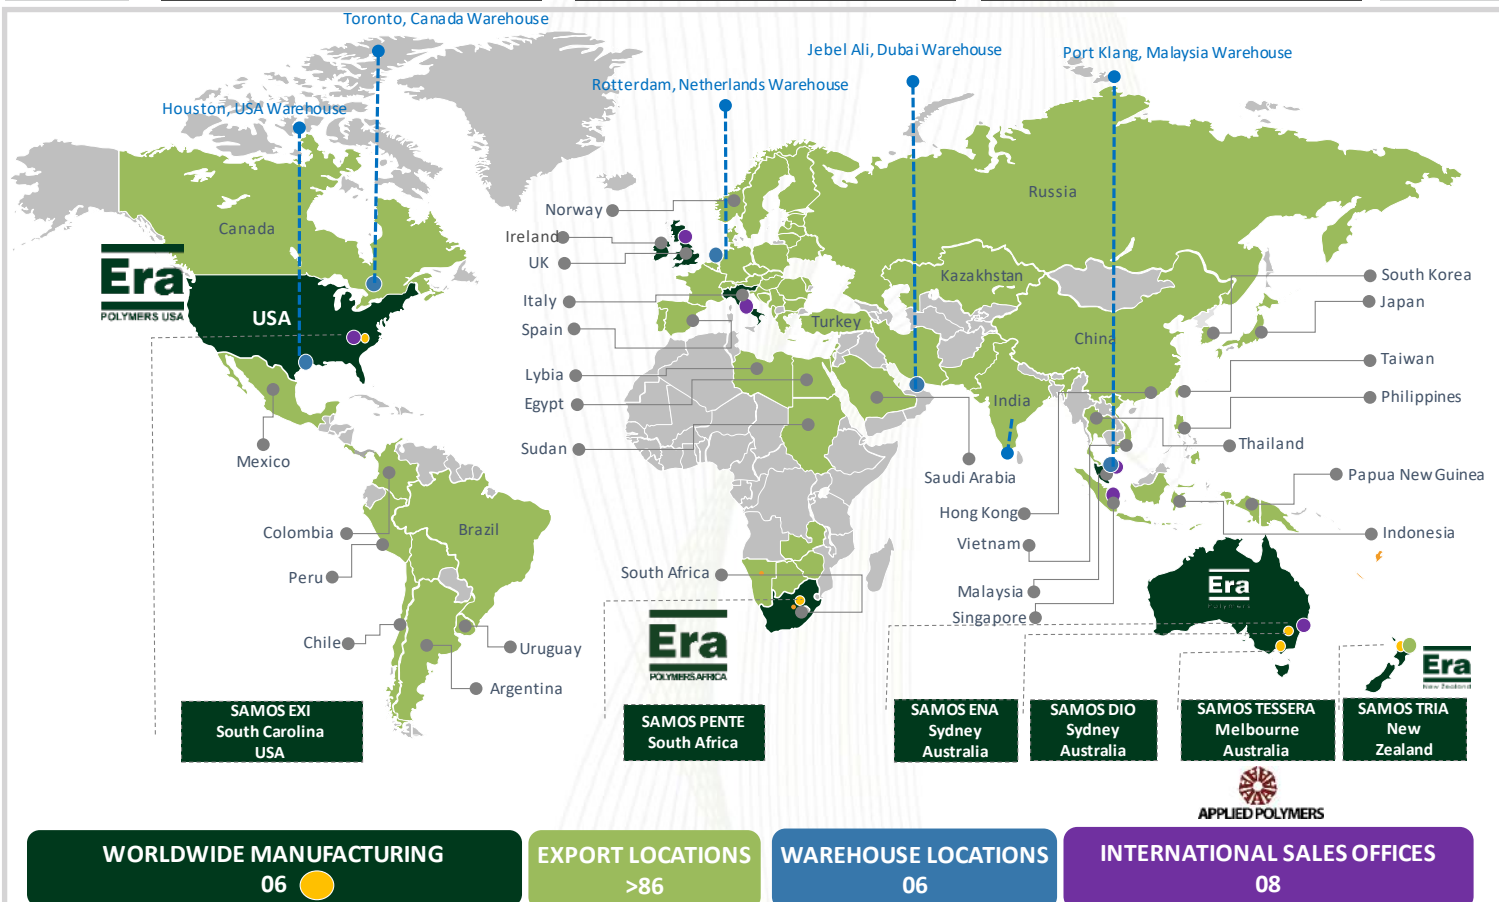 Toronto, Canada Warehouse
Jebel Ali, Dubai Warehouse
Port Klang, Malaysia Warehouse
Rotterdam, Netherlands Warehouse
Houston, USA Warehouse
Norway
Russia
Canada
Ireland
UK
Era
POLYMERS USA
Kazakhstan
South Korea
Italy
Japan
USA
Turkey
Spain
China
Taiwan
Lybia
Egypt
India
Philippines
Sudan
Thailand
Mexico
Saudi Arabia
Papua New Guinea
Hong Kong
Colombia
Brazil
Indonesia
Vietnam
Peru
South Africa
Malaysia
Era
Polymers
Singapore
Era
POLYMERS AFRICA
Chile
Uruguay
Era
New Zealand
Argentina
SAMOS EXI
South Carolina
USA
SAMOS PENTE
South Africa
SAMOS ENA
Sydney
Australia
SAMOS DIO
Sydney
Australia
SAMOS TESSERA
Melbourne
Australia
SAMOS TRIA
New
Zealand
APPLIED POLYMERS
WORLDWIDE MANUFACTURING
06
EXPORT LOCATIONS
>86
WAREHOUSE LOCATIONS
06
INTERNATIONAL SALES OFFICES
08